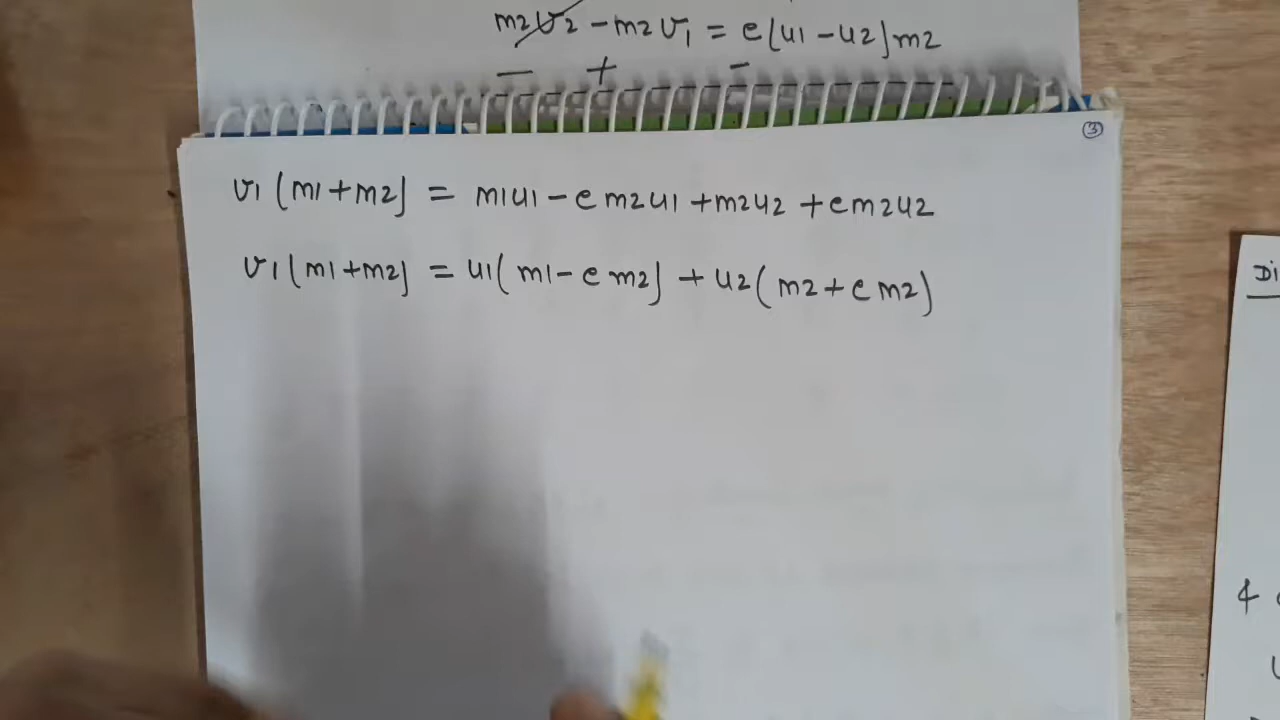 m2v2 - m2v1 = e(u1 - u2)m2
- + -
③
v1(m1+m2) = m1u1 - em2u1 + m2u2 + em2u2
v1(m1+m2) = u1(m1 - em2) + u2(m2 + em2)
Di
&